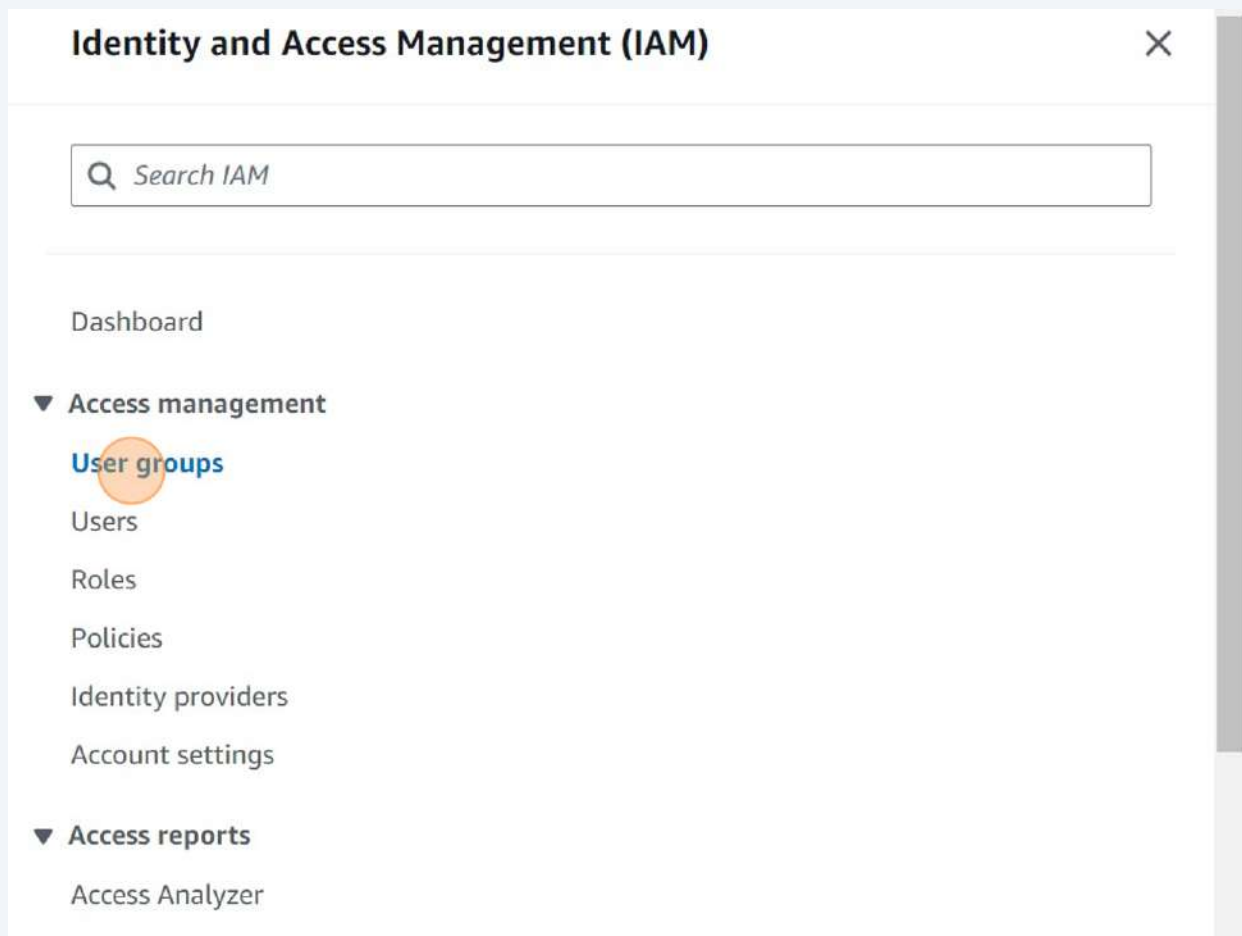 Identity and Access Management (IAM)
Search IAM
Dashboard
Access management
User groups
Users
Roles
Policies
Identity providers
Account settings
Access reports
Access Analyzer